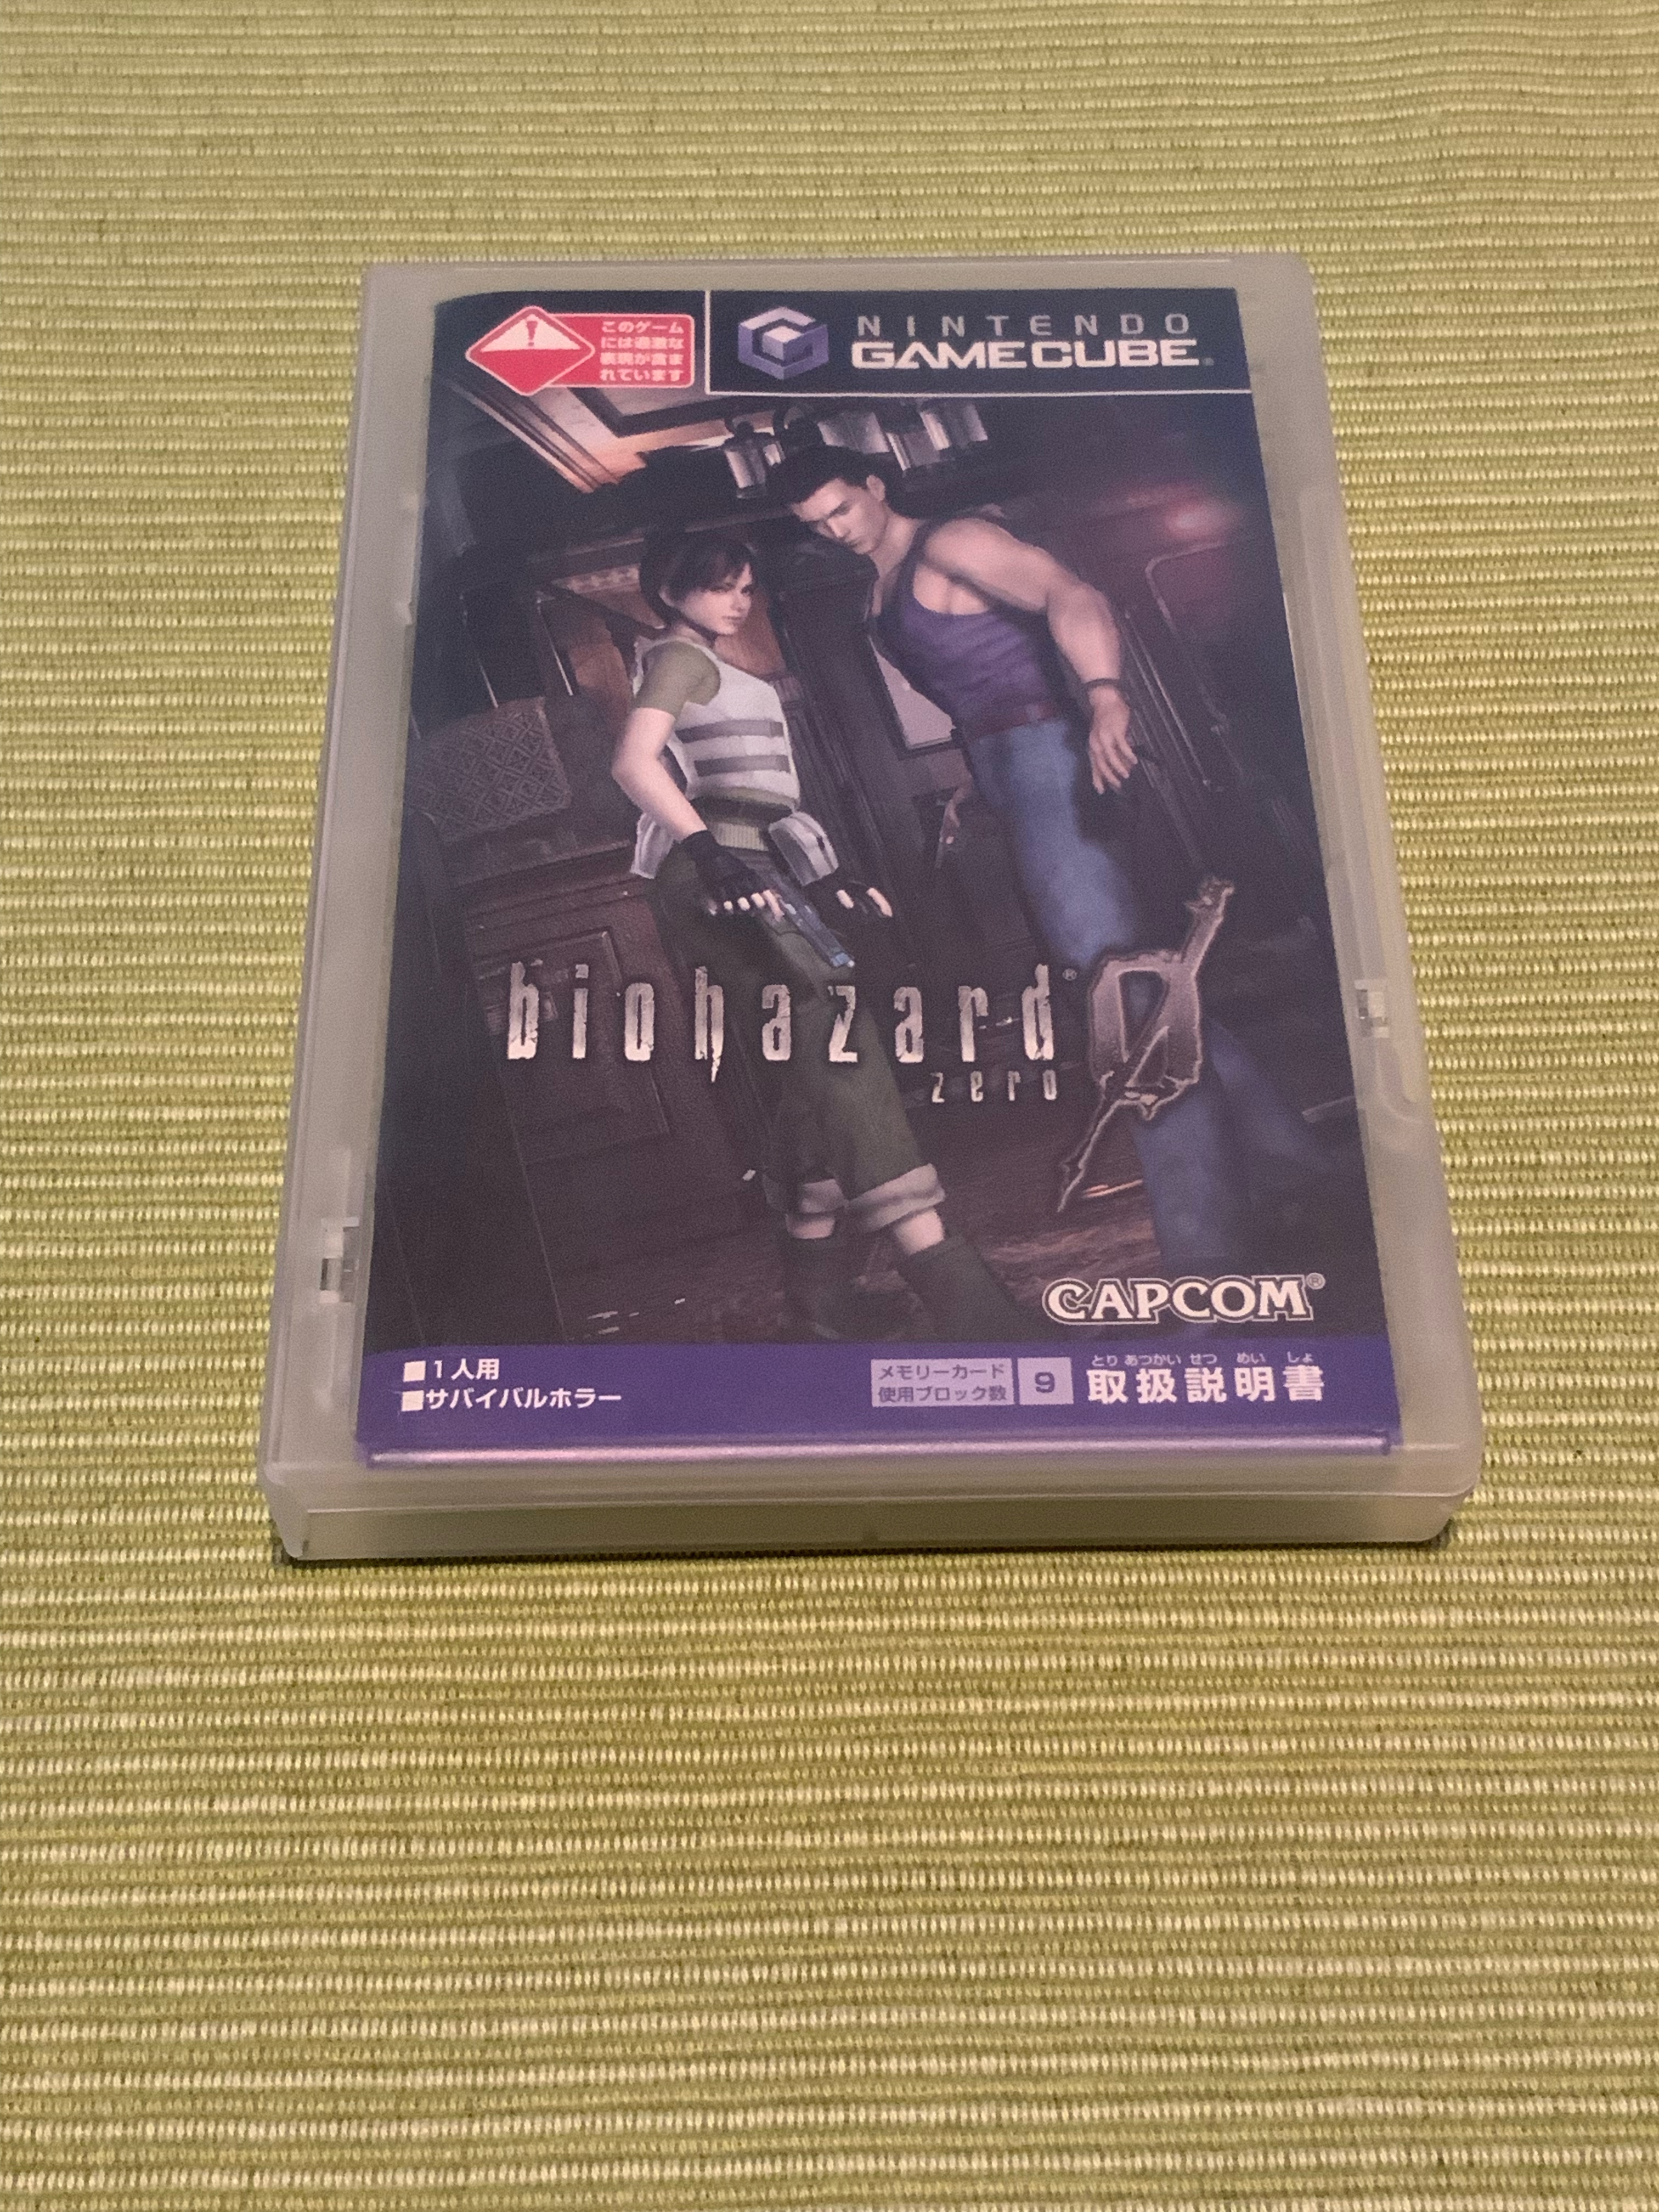 このゲーム
には過激な
表現が含ま
れています
NINTENDO
GAMECUBE®
biohazard®
zero
0
CAPCOM®
■1人用
■サバイバルホラー
メモリーカード
使用ブロック数
9
とり あつかい せつ めい しょ
取扱説明書